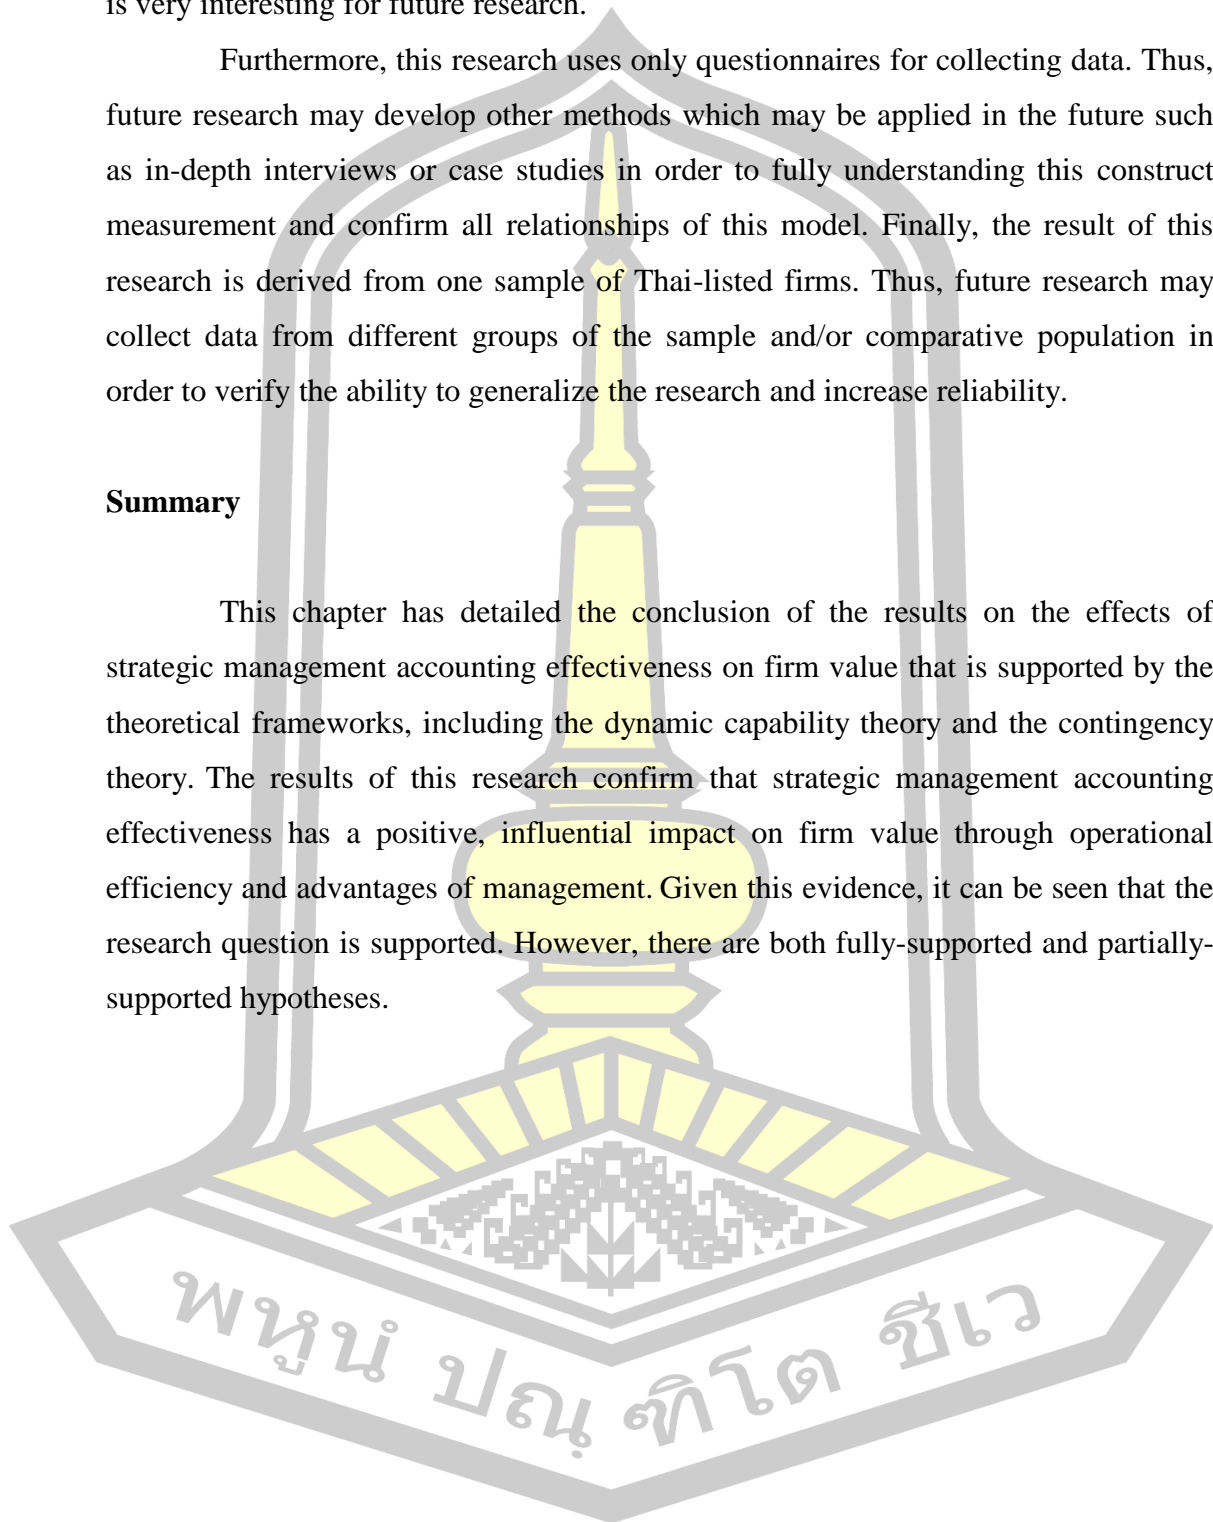 is very interesting for future research.
Furthermore, this research uses only questionnaires for collecting data. Thus,
future research may develop other methods which may be applied in the future such
as in-depth interviews or case studies in order to fully understanding this construct
measurement and confirm all relationships of this model. Finally, the result of this
research is derived from one sample of Thai-listed firms. Thus, future research may
collect data from different groups of the sample and/or comparative population in
order to verify the ability to generalize the research and increase reliability.
Summary
This chapter has detailed the conclusion of the results on the effects of
strategic management accounting effectiveness on firm value that is supported by the
theoretical frameworks, including the dynamic capability theory and the contingency
theory. The results of this research confirm that strategic management accounting
effectiveness has a positive, influential impact on firm value through operational
efficiency and advantages of management. Given this evidence, it can be seen that the
research question is supported. However, there are both fully-supported and partially-
supported hypotheses.
พหูนํ ปณฺ ฑิโต ชีเว